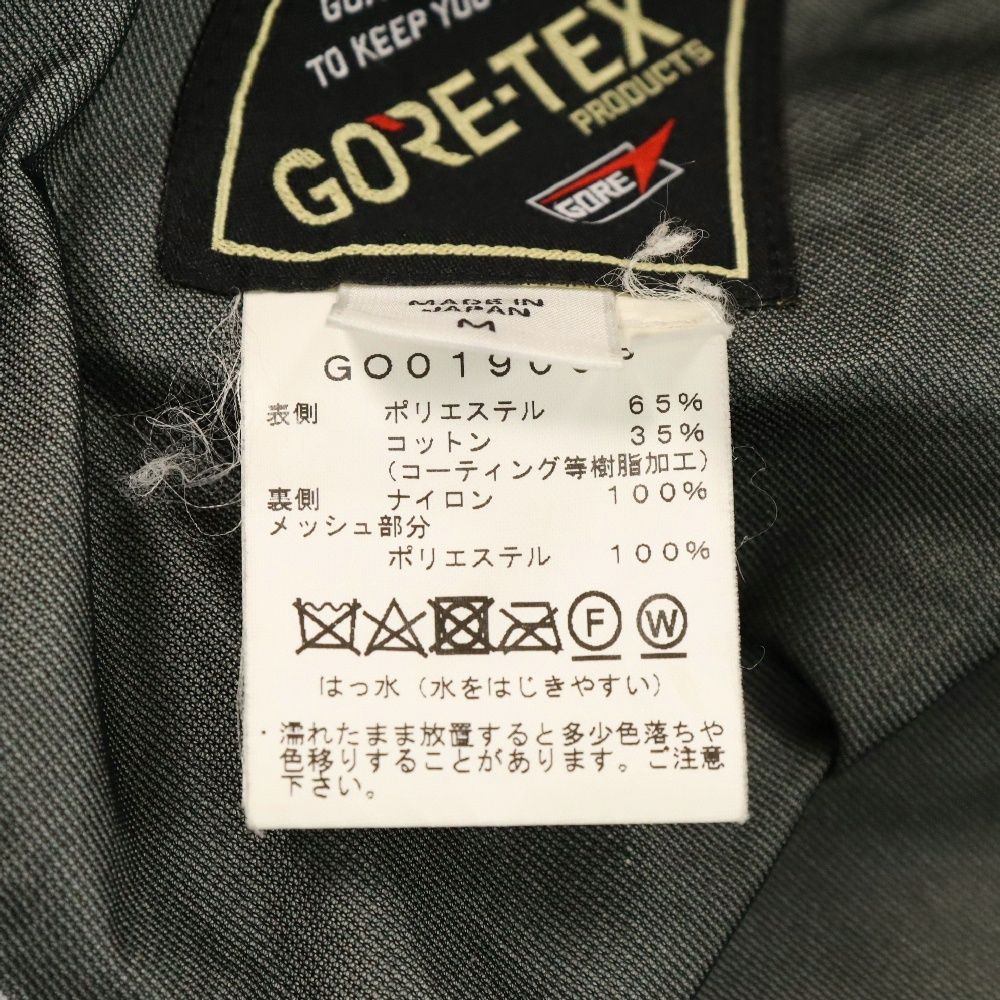 TO KEEP YOU
GORE-TEX
PRODUCTS
GORE
MADE IN
JAPAN
M
表側 ポリエステル 65%
コットン 35%
(コーティング等樹脂加工)
裏側 ナイロン 100%
メッシュ部分
ポリエステル 100%
F W
はっ水(水をはじきやすい)
・濡れたまま放置すると多少色落ちや
色移りすることがあります。ご注意
下さい。